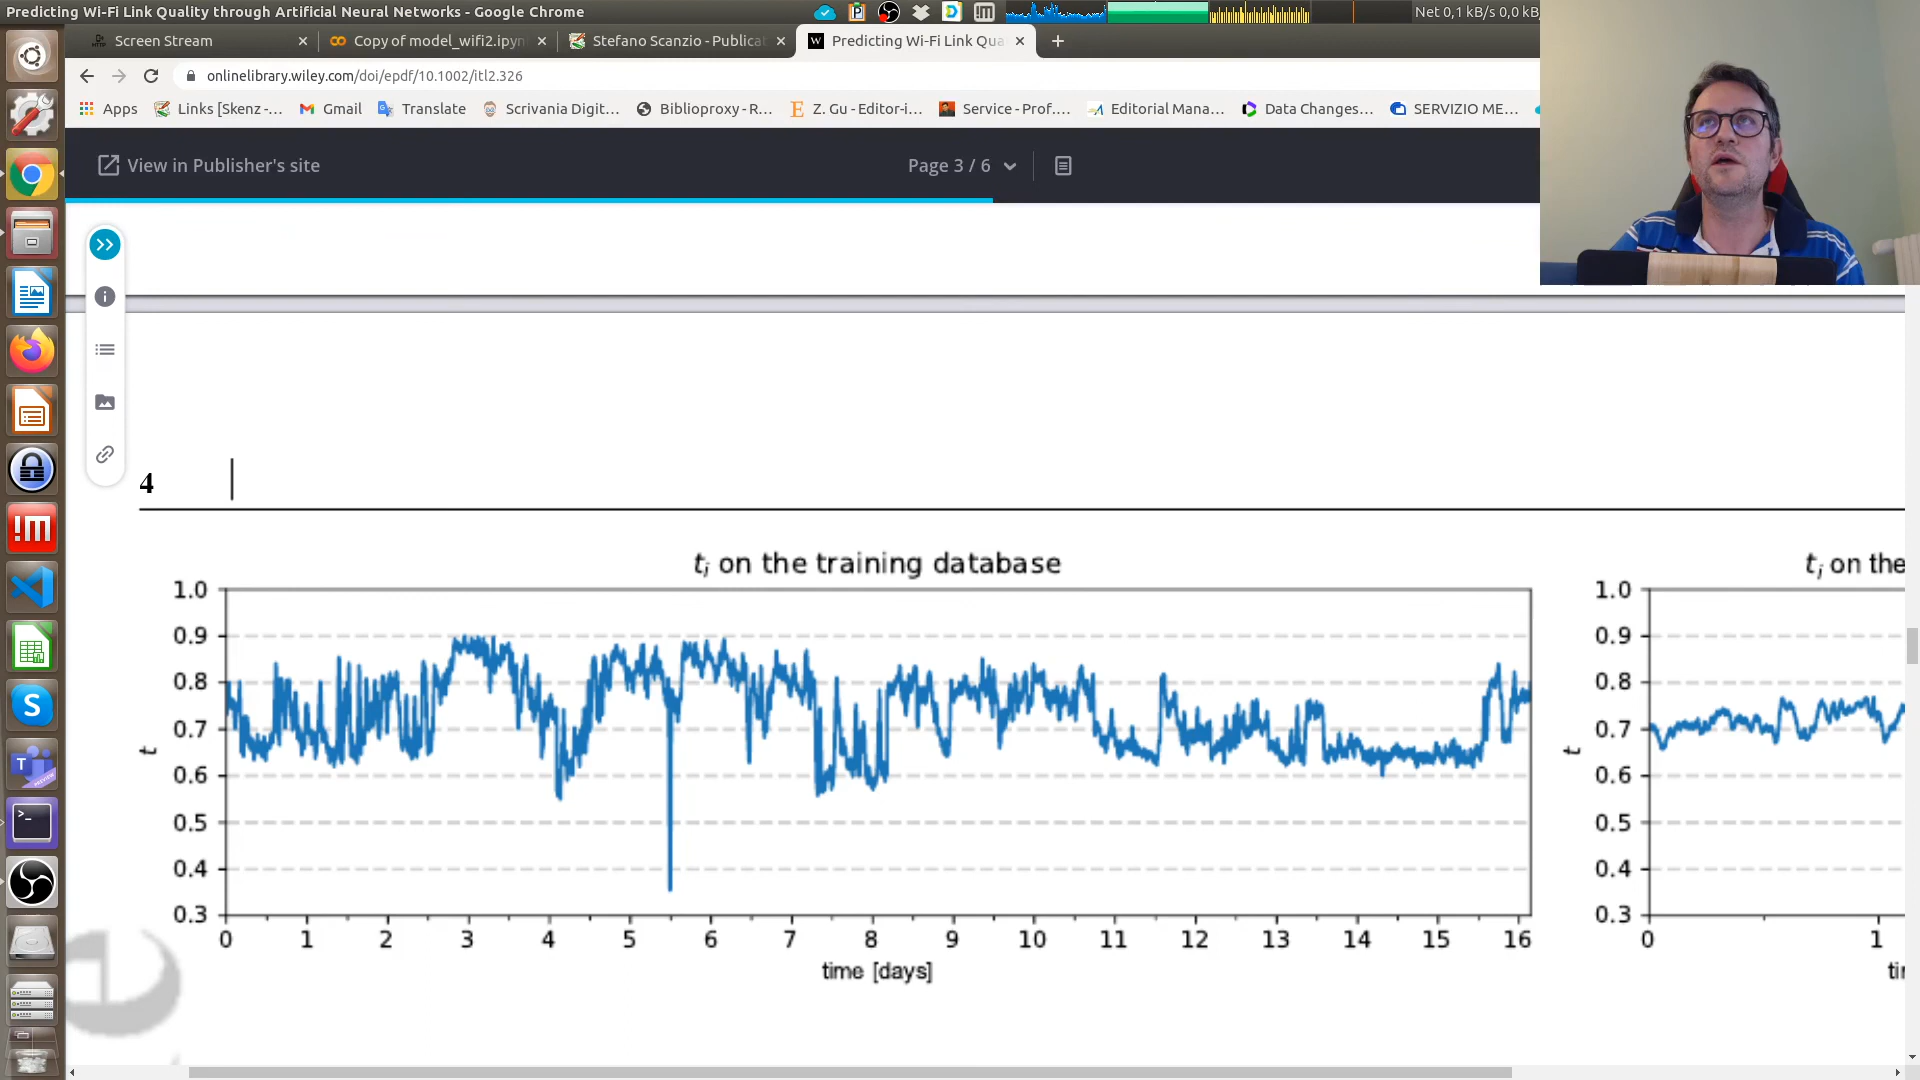 Predicting Wi-Fi Link Quality through Artificial Neural Networks - Google Chrome
Net 0,1 kB/s 0,0 kB
Screen Stream
Copy of model_wifi2.ipyn
Stefano Scanzio - Publicat
Predicting Wi-Fi Link Qua
onlinelibrary.wiley.com/doi/epdf/10.1002/itl2.326
Apps
Links [Skenz -...
Gmail
Translate
Scrivania Digit...
Biblioproxy - R...
Z. Gu - Editor-i...
Service - Prof....
Editorial Mana...
Data Changes...
SERVIZIO ME...
View in Publisher's site
Page 3 / 6
4
t_i on the training database
t_i on the
1.0
0.9
0.8
0.7
0.6
0.5
0.4
0.3
t
0 1 2 3 4 5 6 7 8 9 10 11 12 13 14 15 16
time [days]
1.0
0.9
0.8
0.7
0.6
0.5
0.4
0.3
t
0 1